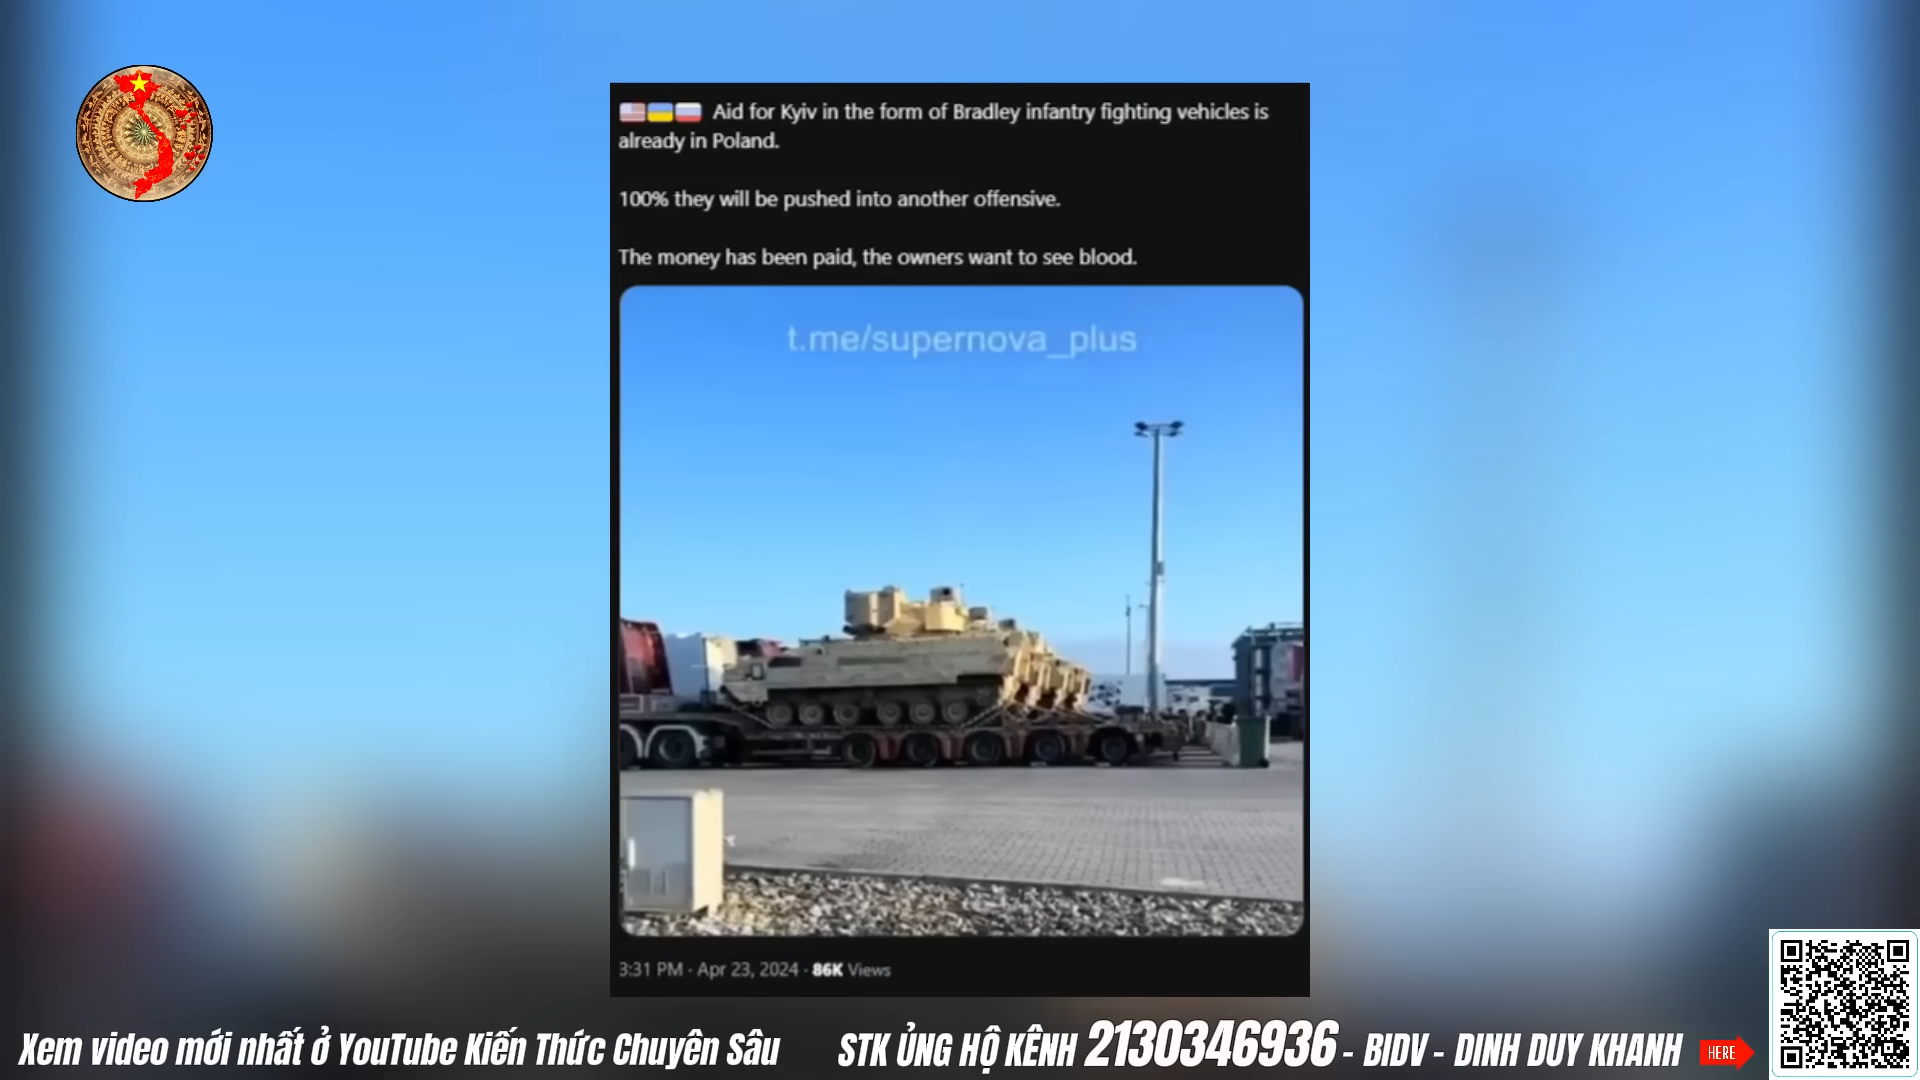 Aid for Kyiv in the form of Bradley infantry fighting vehicles is
already in Poland.
100% they will be pushed into another offensive.
The money has been paid, the owners want to see blood.
t.me/supernova_plus
3:31 PM · Apr 23, 2024 · 86K Views
Xem video mới nhất ở YouTube Kiến Thức Chuyên Sâu
STK ỦNG HỘ KÊNH 2130346936 - BIDV - DINH DUY KHANH
HERE